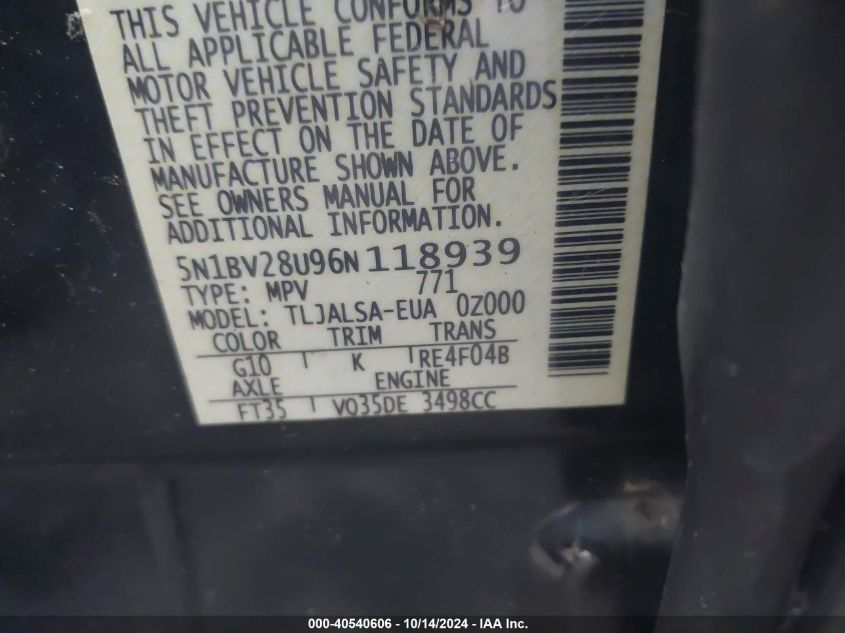 THIS VEHICLE CONFORMS TO
ALL APPLICABLE FEDERAL
MOTOR VEHICLE SAFETY AND
THEFT PREVENTION STANDARDS
IN EFFECT ON THE DATE OF
MANUFACTURE SHOWN ABOVE.
SEE OWNERS MANUAL FOR
ADDITIONAL INFORMATION.
5N1BV28U96N118939
TYPE: MPV 771
MODEL: TLJALSA-EUA 0Z000
COLOR TRIM TRANS
G10 K RE4F04B
AXLE ENGINE
FT35 VQ35DE 3498CC
000-40540606 - 10/14/2024 - IAA Inc.